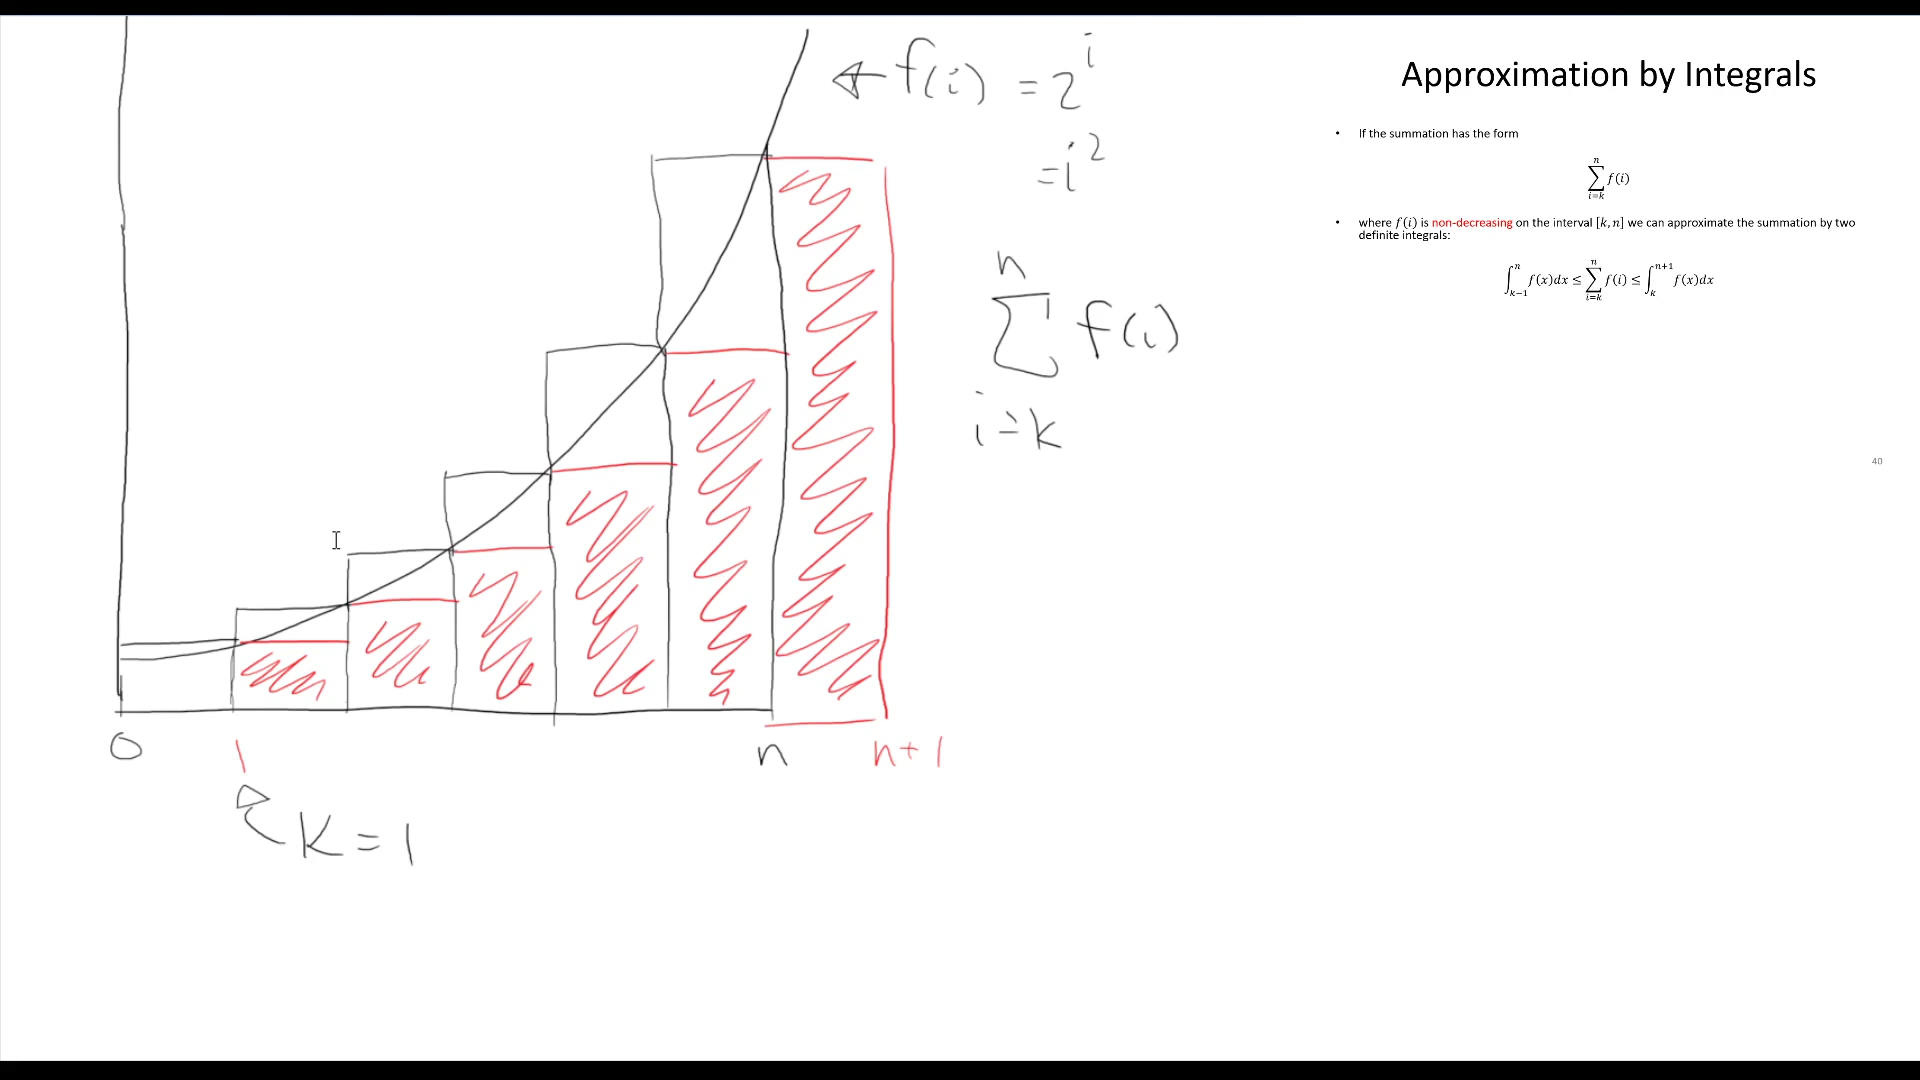 f(i) = 2^i
= i^2
n
∑ f(i)
i=k
0 1 n n+1
k = 1
Approximation by Integrals
• If the summation has the form
n
∑ f(i)
i=k
• where f(i) is non-decreasing on the interval [k, n] we can approximate the summation by two
definite integrals:
∫_{k−1}^{n} f(x)dx ≤ ∑_{i=k}^{n} f(i) ≤ ∫_{k}^{n+1} f(x)dx
40